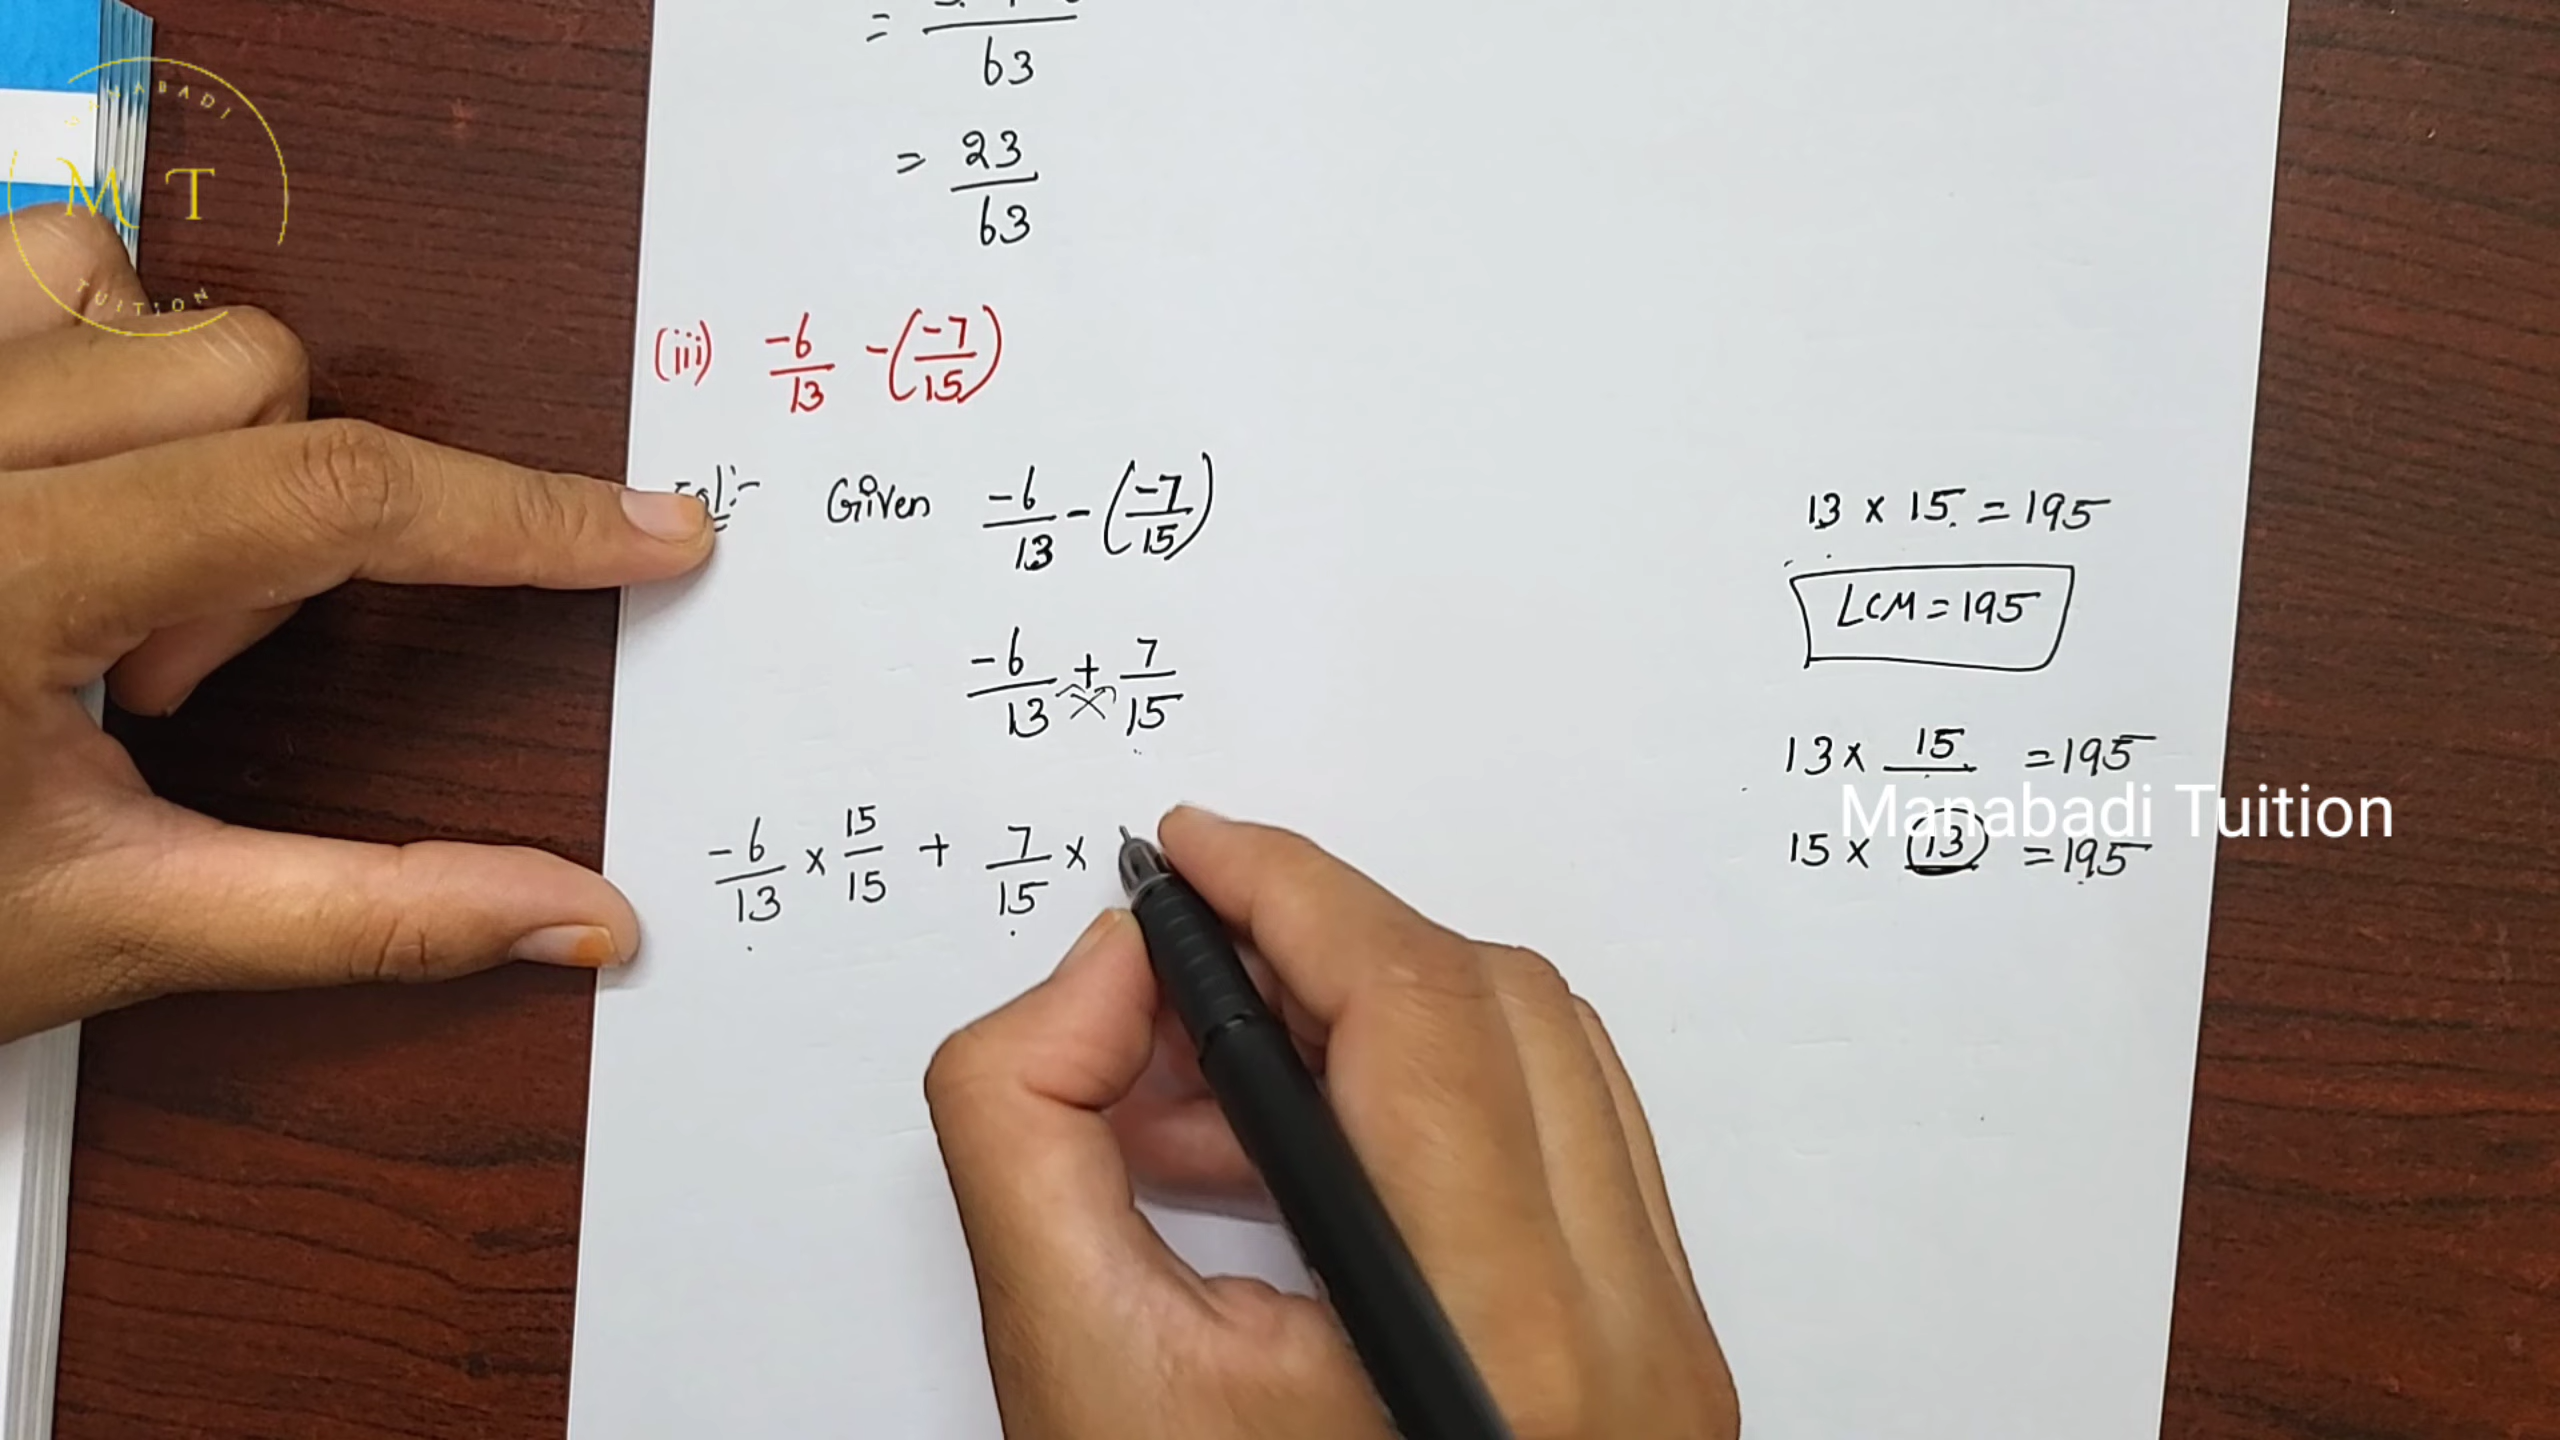 = 
63
= 23/63
(iii) -6/13 -(-7/15)
Sol:- Given -6/13 - (-7/15)
-6/13 + 7/15
-6/13 × 15/15 + 7/15 ×
13 × 15 = 195
LCM = 195
13 × 15 = 195
15 × 13 = 195
Manabadi Tuition
M T
TUITION